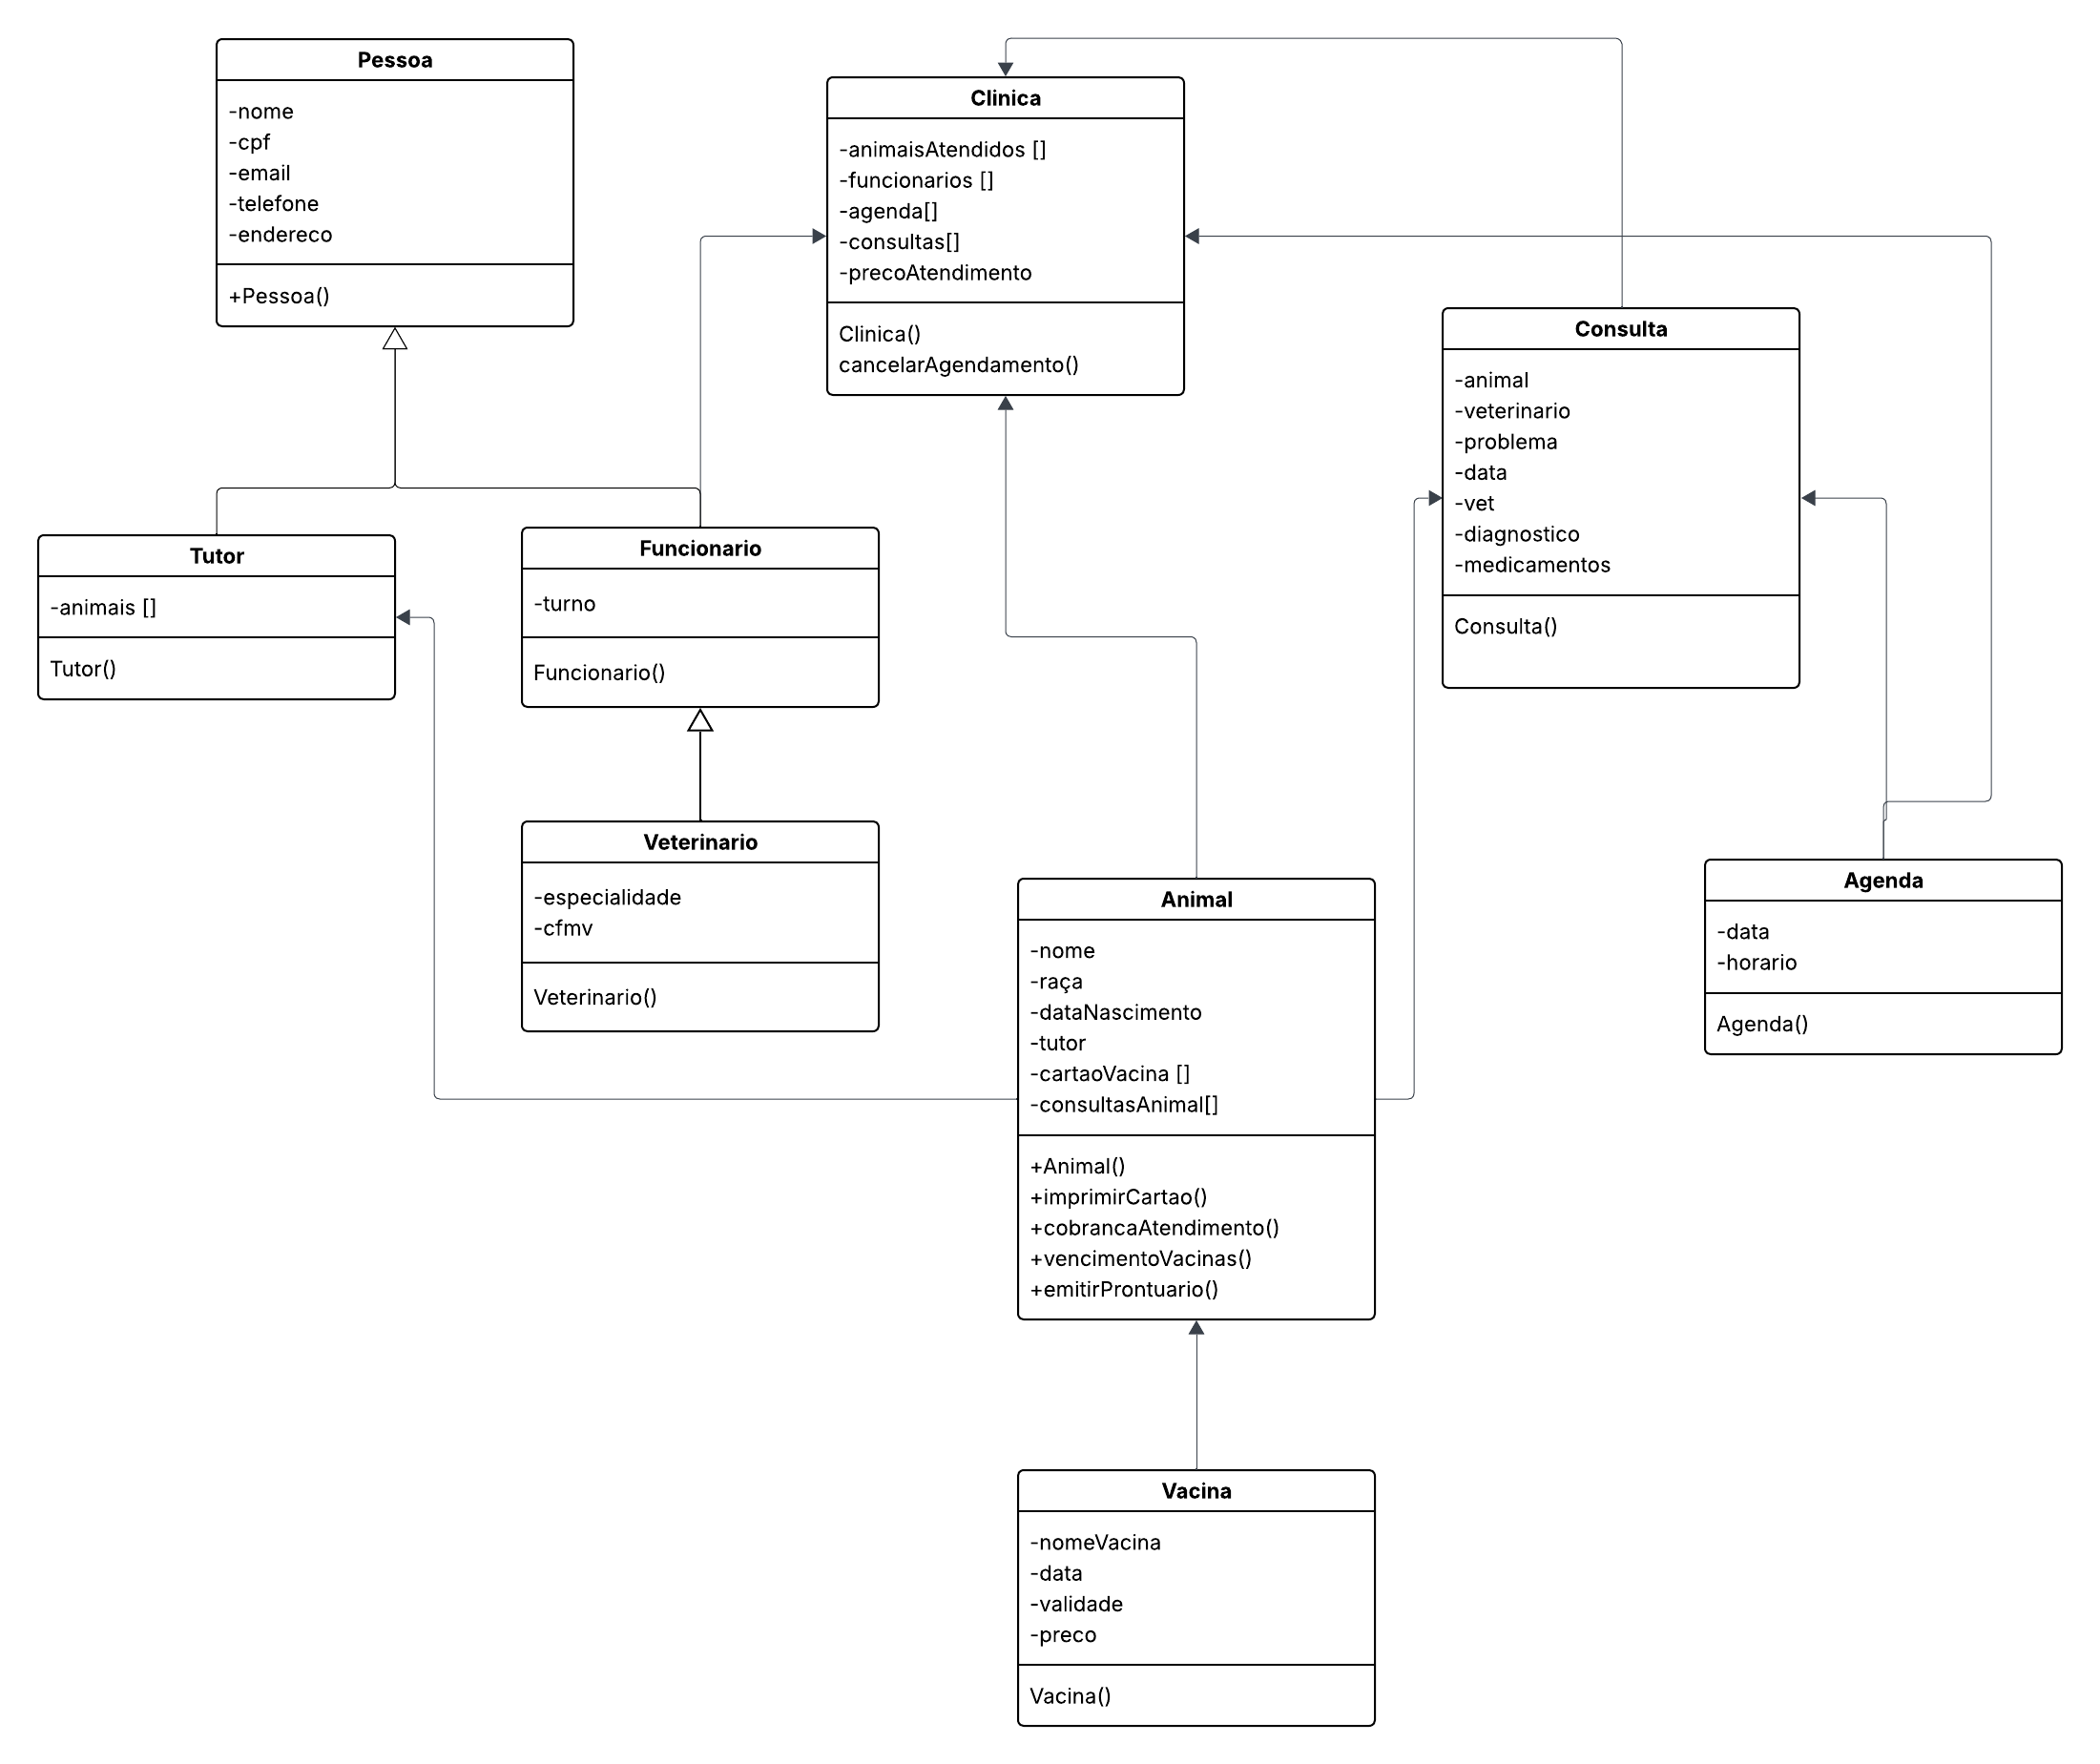 Pessoa
-nome
-cpf
-email
-telefone
-endereco
+Pessoa()
Clinica
-animaisAtendidos []
-funcionarios []
-agenda[]
-consultas[]
-precoAtendimento
Clinica()
cancelarAgendamento()
Consulta
-animal
-veterinario
-problema
-data
-vet
-diagnostico
-medicamentos
Consulta()
Tutor
-animais []
Tutor()
Funcionario
-turno
Funcionario()
Veterinario
-especialidade
-cfmv
Veterinario()
Animal
-nome
-raça
-dataNascimento
-tutor
-cartaoVacina []
-consultasAnimal[]
+Animal()
+imprimirCartao()
+cobrancaAtendimento()
+vencimentoVacinas()
+emitirProntuario()
Agenda
-data
-horario
Agenda()
Vacina
-nomeVacina
-data
-validade
-preco
Vacina()